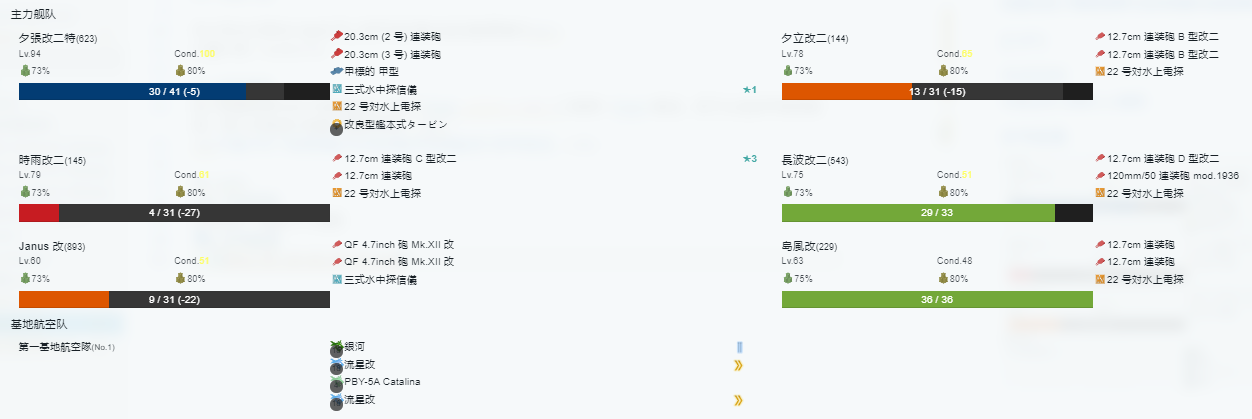 主力舰队
夕張改二特(623)
Lv.94 Cond.100
73% 80%
30 / 41 (-5)
20.3cm (2 号) 連装砲
20.3cm (3 号) 連装砲
甲標的 甲型
三式水中探信儀 ★1
22 号対水上電探
改良型艦本式タービン
夕立改二(144)
Lv.78 Cond.
73% 80%
13 / 31 (-15)
12.7cm 連装砲 B 型改二
12.7cm 連装砲 B 型改二
22 号対水上電探
時雨改二(145)
Lv.79 Cond.
73% 80%
4 / 31 (-27)
12.7cm 連装砲 C 型改二 ★3
12.7cm 連装砲
22 号対水上電探
長波改二(543)
Lv.75 Cond.
73% 80%
29 / 33
12.7cm 連装砲 D 型改二
120mm/50 連装砲 mod.1936
22 号対水上電探
Janus 改(893)
Lv.60 Cond.
73% 80%
9 / 31 (-22)
QF 4.7inch 砲 Mk.XII 改
QF 4.7inch 砲 Mk.XII 改
三式水中探信儀
島風改(229)
Lv.63 Cond.48
75% 80%
36 / 36
12.7cm 連装砲
12.7cm 連装砲
22 号対水上電探
基地航空队
第一基地航空隊(No.1)
銀河
流星改
PBY-5A Catalina
流星改